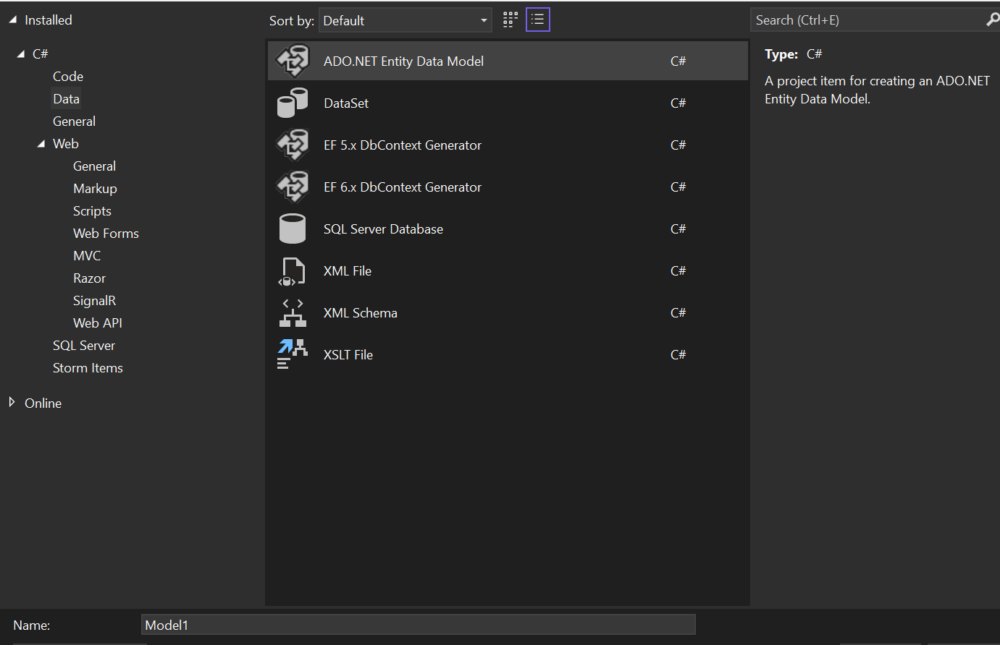 Installed
C#
Code
Data
General
Web
General
Markup
Scripts
Web Forms
MVC
Razor
SignalR
Web API
SQL Server
Storm Items
Online
Sort by: Default
ADO.NET Entity Data Model C#
DataSet C#
EF 5.x DbContext Generator C#
EF 6.x DbContext Generator C#
SQL Server Database C#
XML File C#
XML Schema C#
XSLT File C#
Search (Ctrl+E)
Type: C#
A project item for creating an ADO.NET
Entity Data Model.
Name: Model1